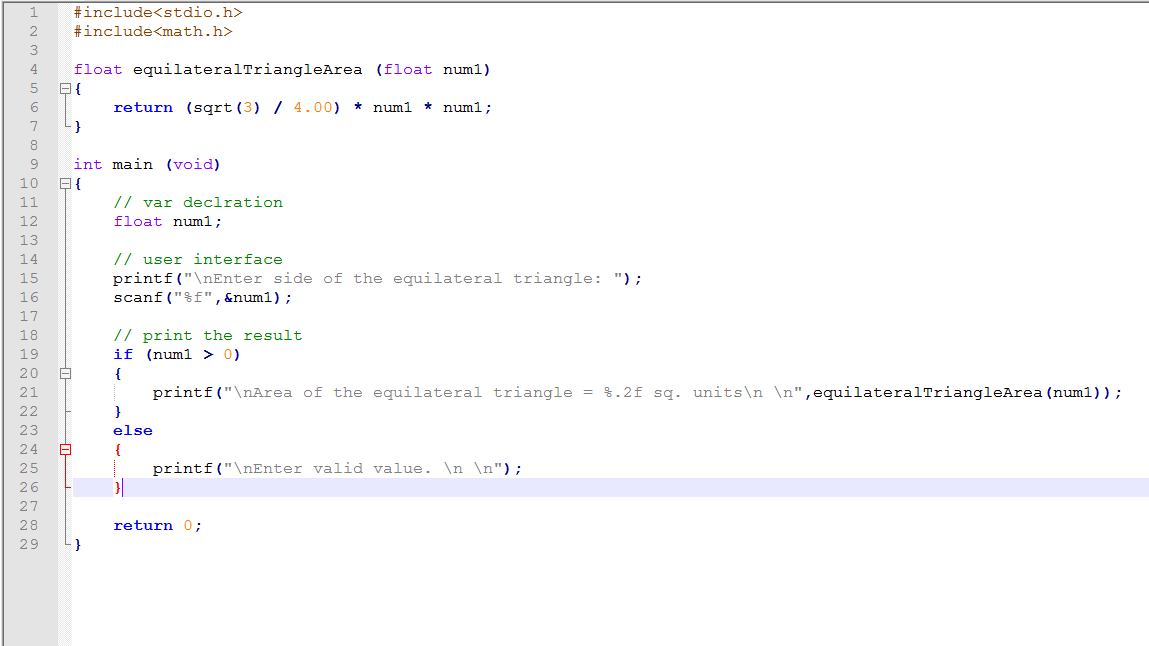 1 #include<stdio.h>
2 #include<math.h>
3
4 float equilateralTriangleArea (float num1)
5 {
6     return (sqrt(3) / 4.00) * num1 * num1;
7 }
8
9 int main (void)
10 {
11     // var declration
12     float num1;
13
14     // user interface
15     printf("\nEnter side of the equilateral triangle: ");
16     scanf("%f",&num1);
17
18     // print the result
19     if (num1 > 0)
20     {
21         printf("\nArea of the equilateral triangle = %.2f sq. units\n \n",equilateralTriangleArea(num1));
22     }
23     else
24     {
25         printf("\nEnter valid value. \n \n");
26     }
27
28     return 0;
29 }